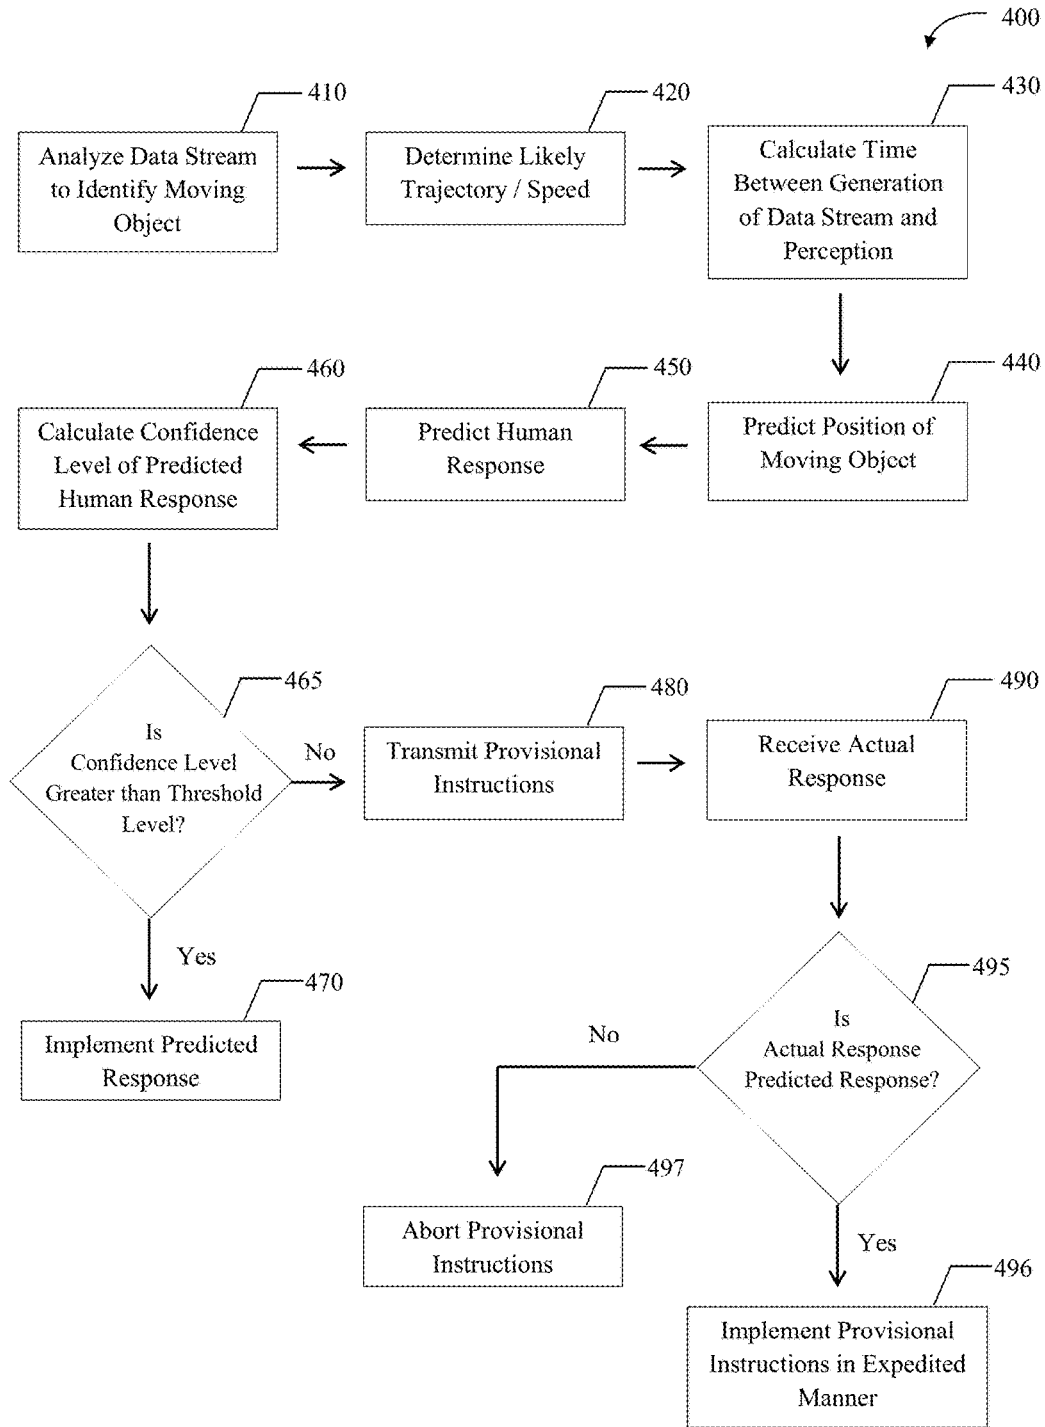 400
410
Analyze Data Stream
to Identify Moving
Object
420
Determine Likely
Trajectory / Speed
430
Calculate Time
Between Generation
of Data Stream and
Perception
460
Calculate Confidence
Level of Predicted
Human Response
450
Predict Human
Response
440
Predict Position of
Moving Object
465
Is
Confidence Level
Greater than Threshold
Level?
No
Yes
480
Transmit Provisional
Instructions
490
Receive Actual
Response
470
Implement Predicted
Response
495
Is
Actual Response
Predicted Response?
No
Yes
497
Abort Provisional
Instructions
496
Implement Provisional
Instructions in Expedited
Manner